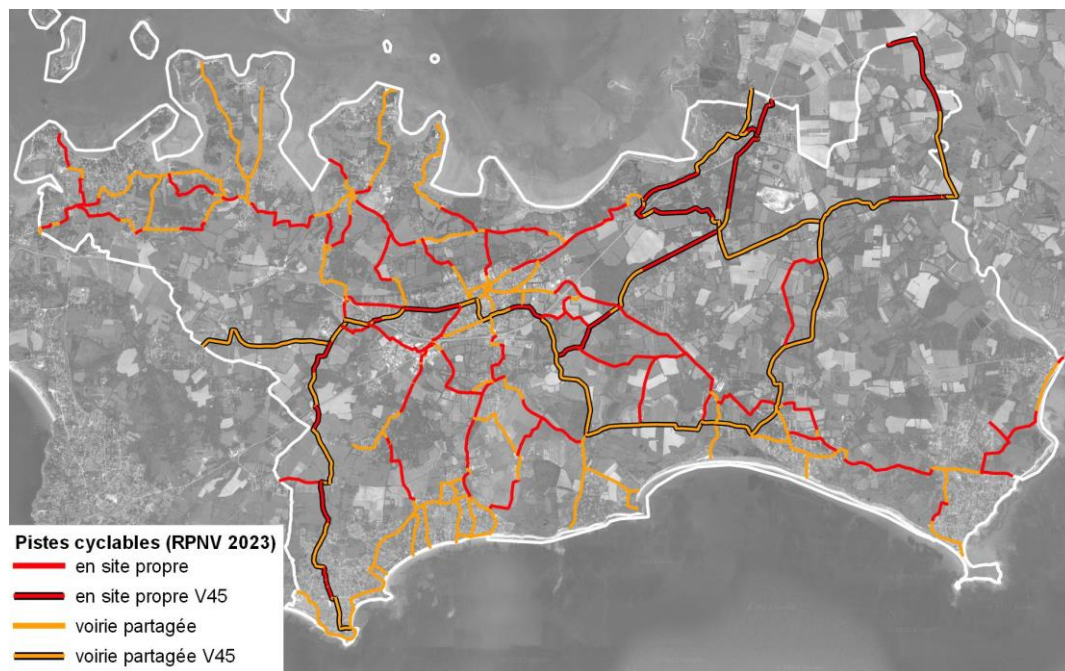 Pistes cyclables (RPNV 2023)
en site propre
en site propre V45
voirie partagée
voirie partagée V45